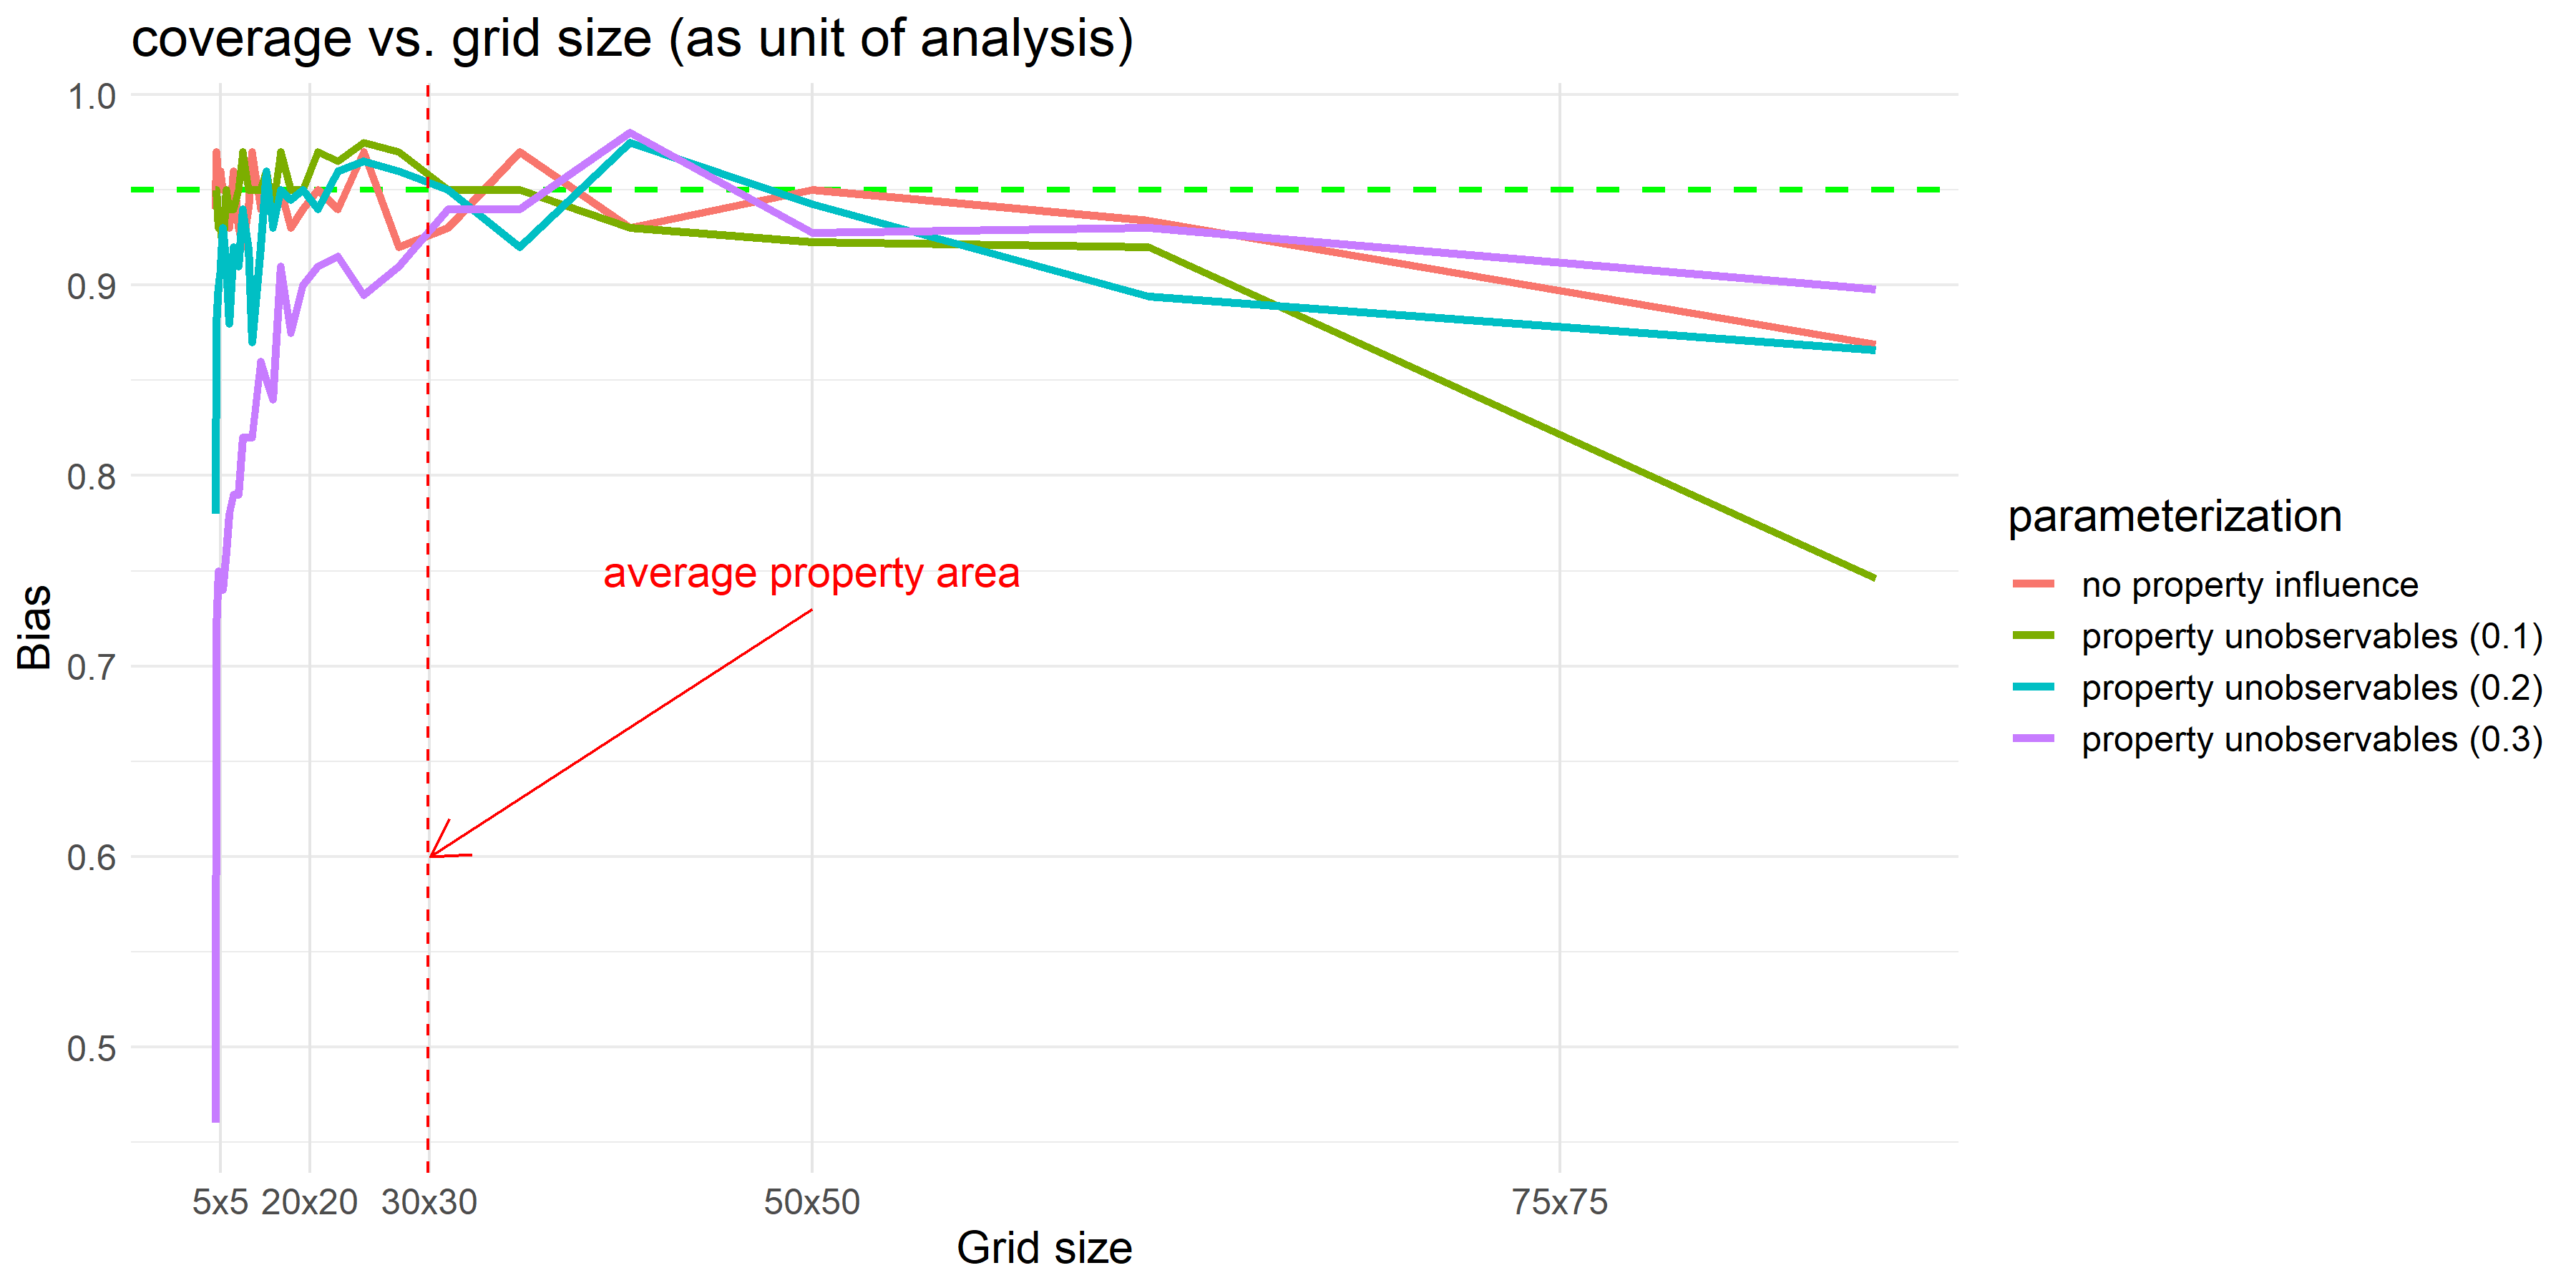 coverage vs. grid size (as unit of analysis)
1.0
0.9
0.8
0.7
0.6
0.5
Bias
average property area
5x5 20x20 30x30 50x50 75x75
Grid size
parameterization
no property influence
property unobservables (0.1)
property unobservables (0.2)
property unobservables (0.3)